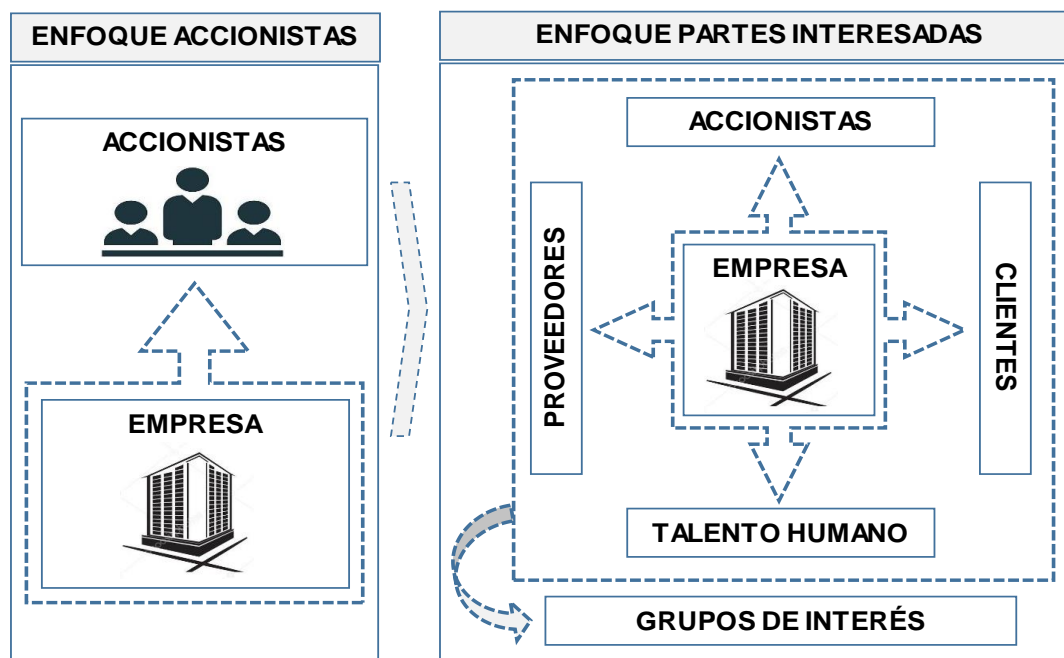 ENFOQUE ACCIONISTAS
ACCIONISTAS
EMPRESA
ENFOQUE PARTES INTERESADAS
ACCIONISTAS
PROVEEDORES
EMPRESA
CLIENTES
TALENTO HUMANO
GRUPOS DE INTERÉS